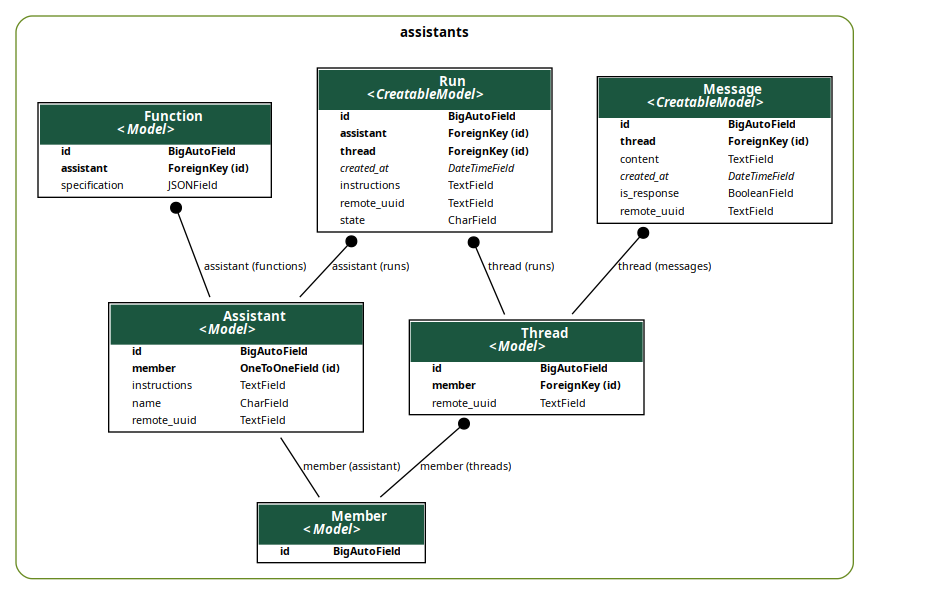 assistants
Function
< Model>
id BigAutoField
assistant ForeignKey (id)
specification JSONField
Run
<CreatableModel>
id BigAutoField
assistant ForeignKey (id)
thread ForeignKey (id)
created_at DateTimeField
instructions TextField
remote_uuid TextField
state CharField
Message
<CreatableModel>
id BigAutoField
thread ForeignKey (id)
content TextField
created_at DateTimeField
is_response BooleanField
remote_uuid TextField
assistant (functions)
assistant (runs)
thread (runs)
thread (messages)
Assistant
<Model>
id BigAutoField
member OneToOneField (id)
instructions TextField
name CharField
remote_uuid TextField
Thread
<Model>
id BigAutoField
member ForeignKey (id)
remote_uuid TextField
member (assistant)
member (threads)
Member
< Model>
id BigAutoField